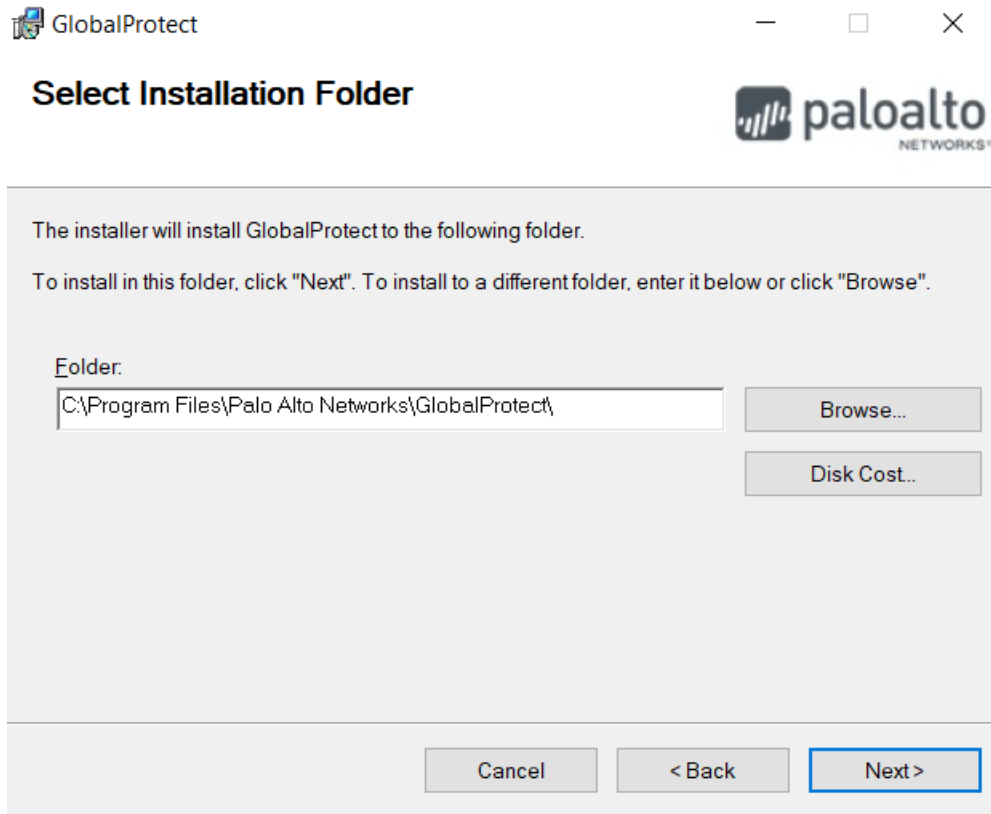 GlobalProtect
Select Installation Folder
paloalto
NETWORKS
The installer will install GlobalProtect to the following folder.
To install in this folder, click "Next". To install to a different folder, enter it below or click "Browse".
Folder:
C:\Program Files\Palo Alto Networks\GlobalProtect\
Browse...
Disk Cost...
Cancel
< Back
Next >